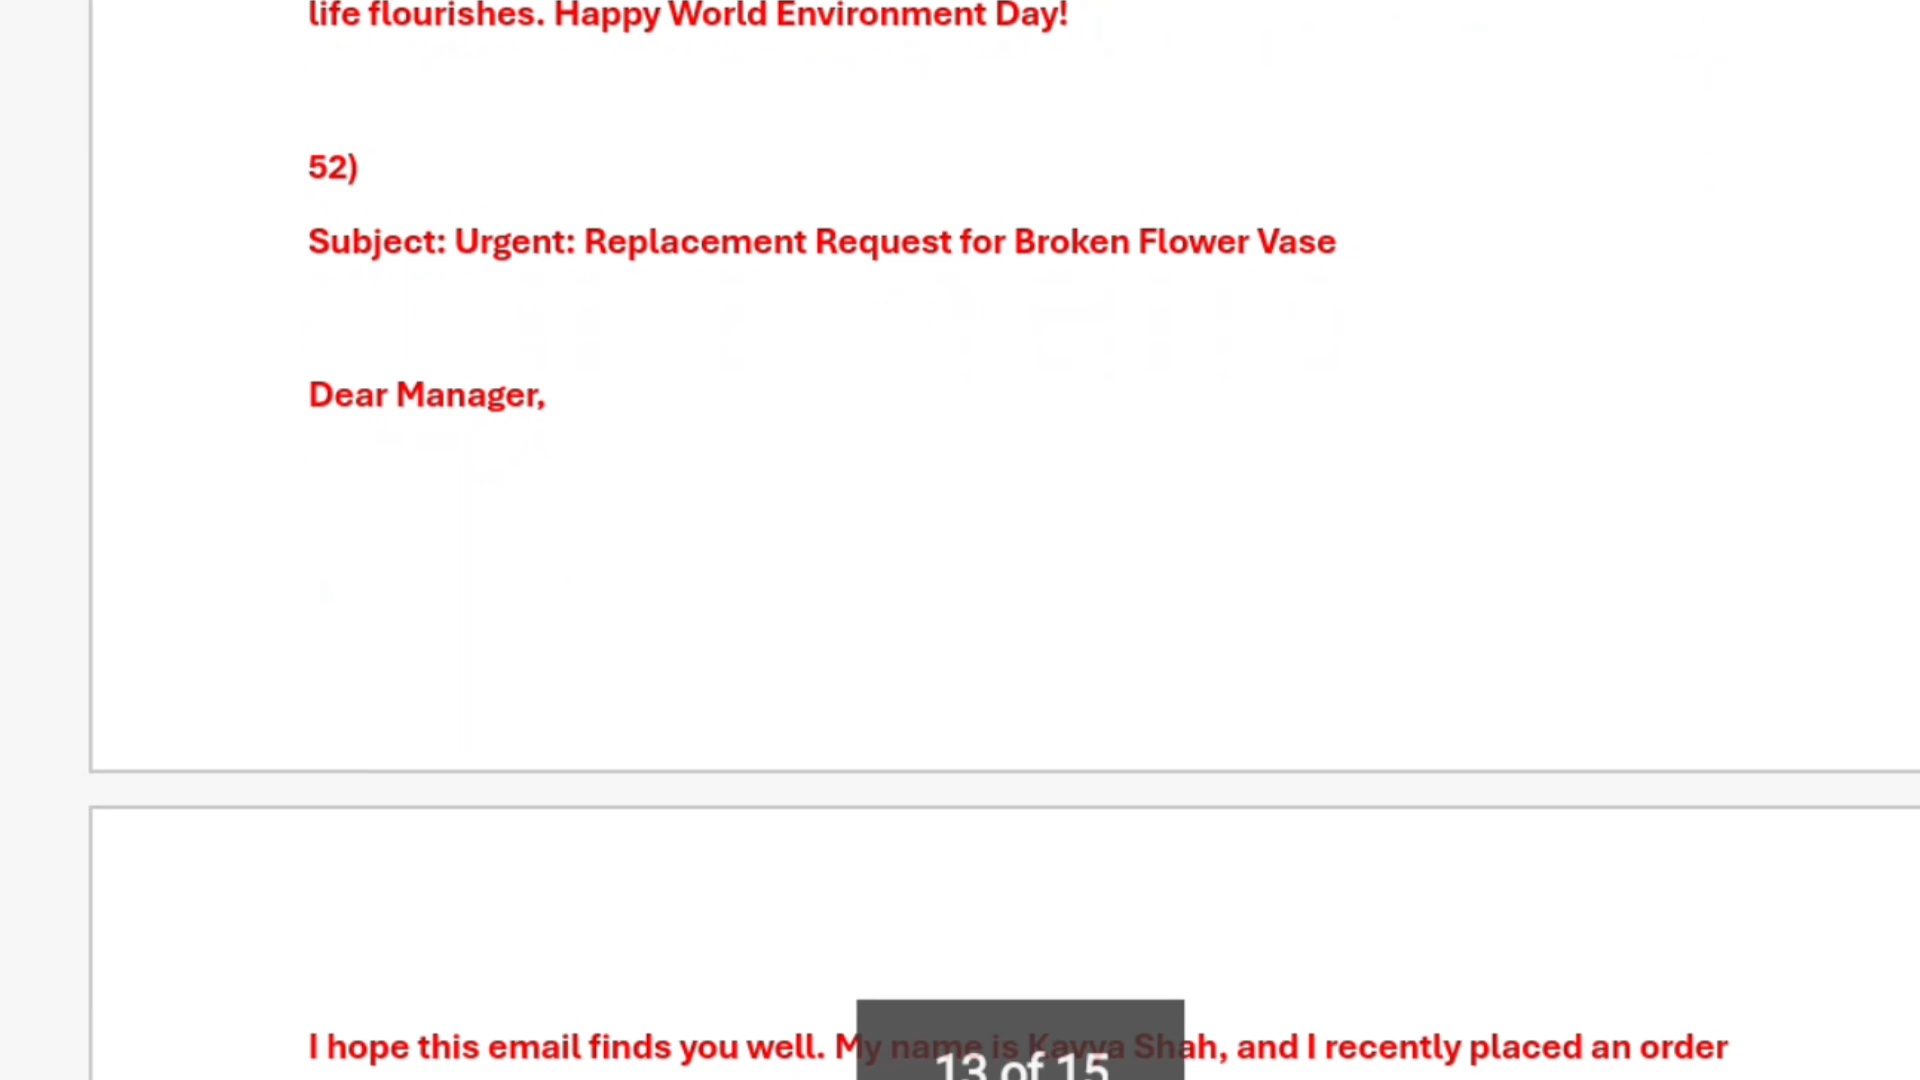 life flourishes. Happy World Environment Day!
52)
Subject: Urgent: Replacement Request for Broken Flower Vase
Dear Manager,
I hope this email finds you well. My name is Kavya Shah, and I recently placed an order
13 of 15